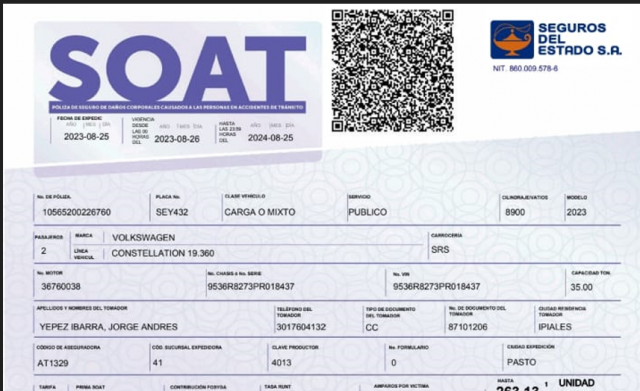 SOAT
PÓLIZA DE SEGURO DE DAÑOS CORPORALES CAUSADOS A LAS PERSONAS EN ACCIDENTES DE TRÁNSITO
SEGUROS
DEL
ESTADO S.A.
NIT. 860.009.578-6
FECHA DE EXPEDIC
AÑO MES DÍA
2023-08-25
VIGENCIA
DESDE
LAS 00
HORAS
DEL
AÑO MES DÍA
2023-08-26
HASTA
LAS 23:59
HORAS
DEL
AÑO MES DÍA
2024-08-25
No. DE PÓLIZA. PLACA No. CLASE VEHICULO SERVICIO CILINDRAJE/VATIOS MODELO
10565200226760 SEY432 CARGA O MIXTO PUBLICO 8900 2023
PASAJEROS MARCA VOLKSWAGEN CARROCERÍA
2 LÍNEA VEHICUL CONSTELLATION 19.360 SRS
No. MOTOR No. CHASIS ó No. SERIE No. VIN CAPACIDAD TON.
36760038 9536R8273PR018437 9536R8273PR018437 35.00
APELLIDOS Y NOMBRES DEL TOMADOR TELÉFONO DEL TOMADOR TIPO DE DOCUMENTO DEL TOMADOR No. DE DOCUMENTO DEL TOMADOR CIUDAD RESIDENCIA TOMADOR
YEPEZ IBARRA, JORGE ANDRES 3017604132 CC 87101206 IPIALES
CÓDIGO DE ASEGURADORA CÓD. SUCURSAL EXPEDIDORA CLAVE PRODUCTOR No. FORMULARIO CIUDAD EXPEDICIÓN
AT1329 41 4013 0 PASTO
TARIFA PRIMA SOAT CONTRIBUCIÓN FOSYGA TASA RUNT AMPAROS POR VÍCTIMA HASTA UNIDAD